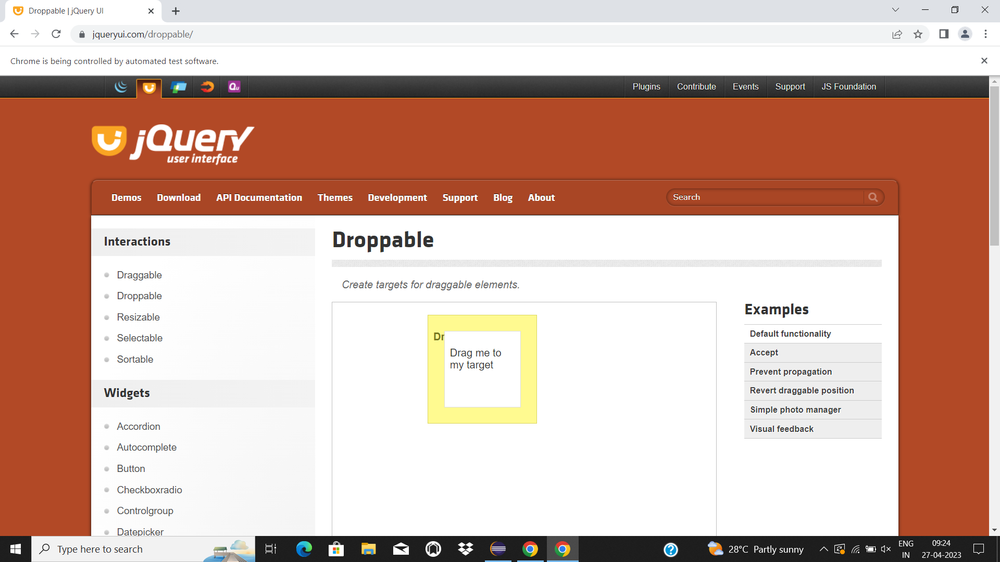 Droppable | jQuery UI
jqueryui.com/droppable/
Chrome is being controlled by automated test software.
Qu
Plugins
Contribute
Events
Support
JS Foundation
jQuery
user interface
Demos
Download
API Documentation
Themes
Development
Support
Blog
About
Search
Interactions
Draggable
Droppable
Resizable
Selectable
Sortable
Widgets
Accordion
Autocomplete
Button
Checkboxradio
Controlgroup
Datepicker
Droppable
Create targets for draggable elements.
Dr
Drag me to
my target
Examples
Default functionality
Accept
Prevent propagation
Revert draggable position
Simple photo manager
Visual feedback
Type here to search
28°C Partly sunny
ENG
IN
09:24
27-04-2023